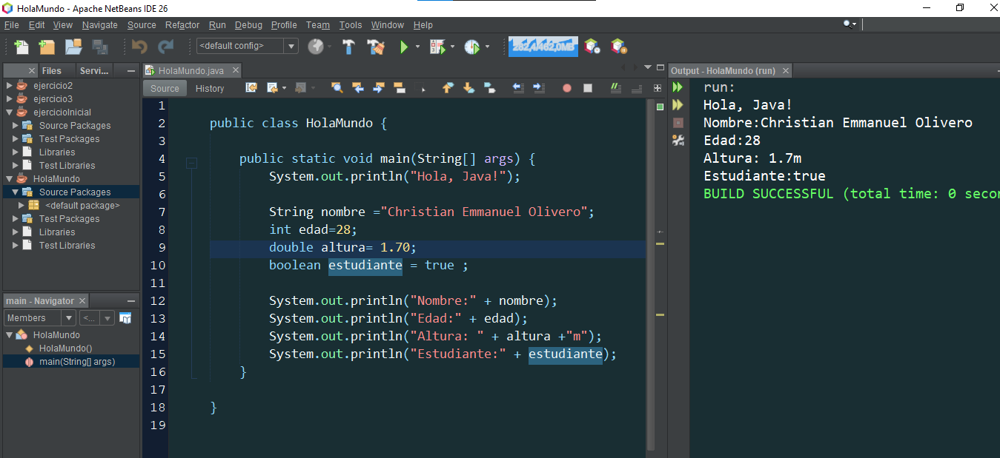 HolaMundo - Apache NetBeans IDE 26
File Edit View Navigate Source Refactor Run Debug Profile Team Tools Window Help
<default config>
Files Servi...
ejercicio2
ejercicio3
ejercicioInicial
Source Packages
Test Packages
Libraries
Test Libraries
HolaMundo
Source Packages
<default package>
Test Packages
Libraries
Test Libraries
main - Navigator
Members <...
HolaMundo
HolaMundo()
main(String[] args)
HolaMundo.java
Source History
1
2 public class HolaMundo {
3
4 public static void main(String[] args) {
5 System.out.println("Hola, Java!");
6
7 String nombre ="Christian Emmanuel Olivero";
8 int edad=28;
9 double altura= 1.70;
10 boolean estudiante = true ;
11
12 System.out.println("Nombre:" + nombre);
13 System.out.println("Edad:" + edad);
14 System.out.println("Altura: " + altura +"m");
15 System.out.println("Estudiante:" + estudiante);
16 }
17
18 }
19
Output - HolaMundo (run)
run:
Hola, Java!
Nombre:Christian Emmanuel Olivero
Edad:28
Altura: 1.7m
Estudiante:true
BUILD SUCCESSFUL (total time: 0